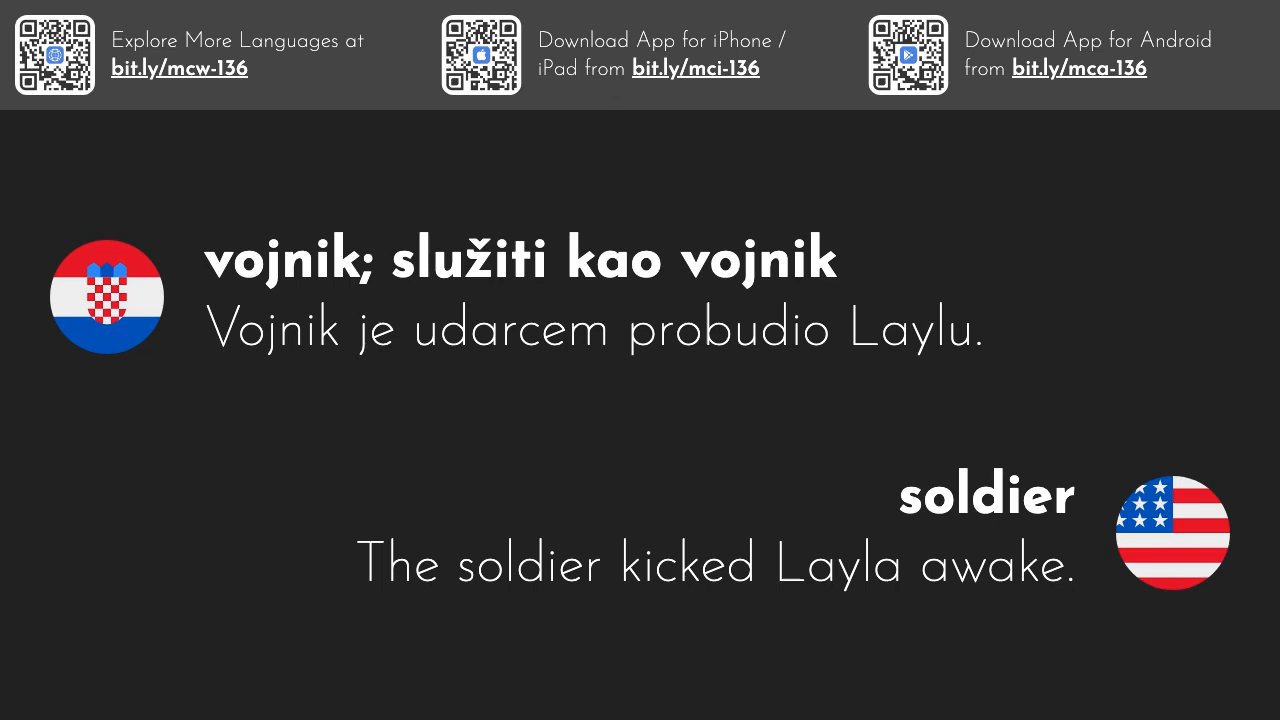 Explore More Languages at
bit.ly/mcw-136
Download App for iPhone /
iPad from bit.ly/mci-136
Download App for Android
from bit.ly/mca-136
vojnik; služiti kao vojnik
Vojnik je udarcem probudio Laylu.
soldier
The soldier kicked Layla awake.